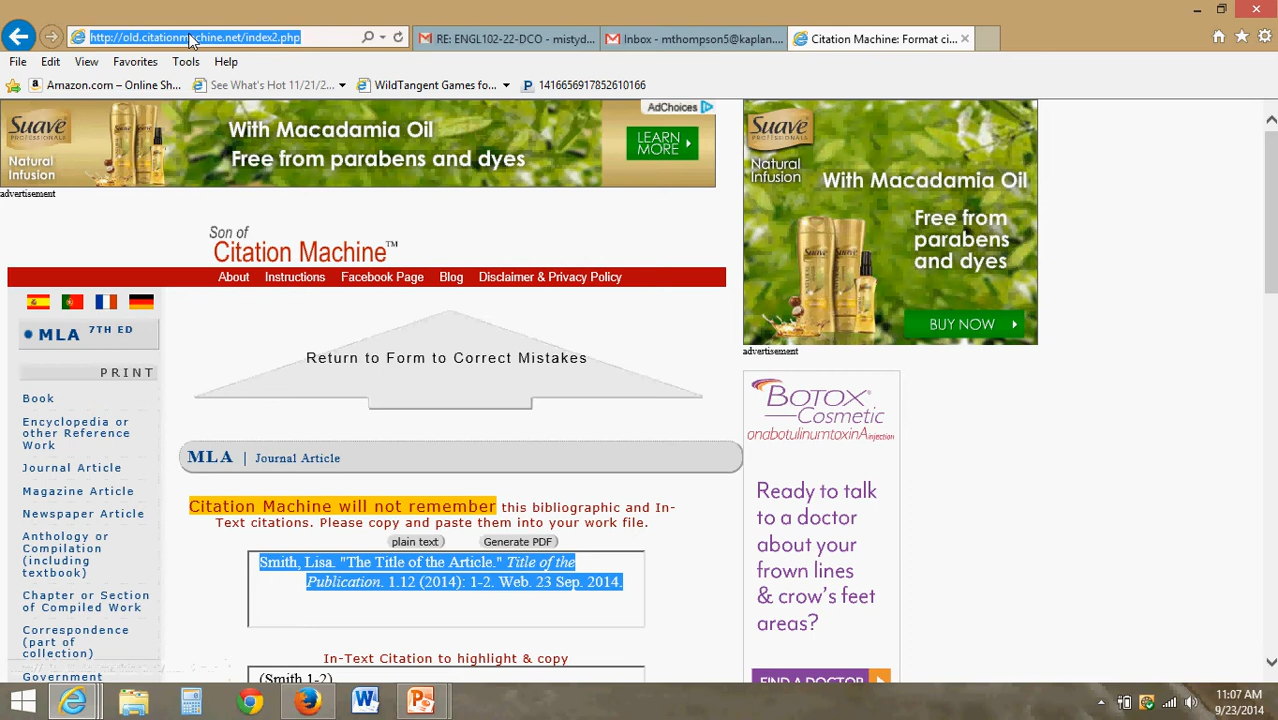 http://old.citationmachine.net/index2.php
RE: ENGL102-22-DCO - mistyd...
Inbox - mthompson5@kaplan....
Citation Machine: Format ci...
File Edit View Favorites Tools Help
Amazon.com – Online Sh...
See What's Hot 11/21/2...
WildTangent Games fo...
1416656917852610166
SUAVE
PROFESSIONALS
Natural
Infusion
With Macadamia Oil
Free from parabens and dyes
AdChoices
LEARN
MORE
advertisement
SUAVE
PROFESSIONALS
Natural
Infusion
With Macadamia Oil
Free from
parabens
and dyes
BUY NOW
advertisement
Son of
Citation Machine™
About Instructions Facebook Page Blog Disclaimer & Privacy Policy
MLA 7TH ED
PRINT
Book
Encyclopedia or
other Reference
Work
Journal Article
Magazine Article
Newspaper Article
Anthology or
Compilation
(including
textbook)
Chapter or Section
of Compiled Work
Correspondence
(part of
collection)
Government
Return to Form to Correct Mistakes
MLA | Journal Article
Citation Machine will not remember this bibliographic and In-
Text citations. Please copy and paste them into your work file.
plain text Generate PDF
Smith, Lisa. "The Title of the Article." Title of the
Publication. 1.12 (2014): 1-2. Web. 23 Sep. 2014.
In-Text Citation to highlight & copy
(Smith 1-2)
BOTOX
Cosmetic
onabotulinumtoxinA injection
Ready to talk
to a doctor
about your
frown lines
& crow's feet
areas?
FIND A DOCTOR
11:07 AM
9/23/2014